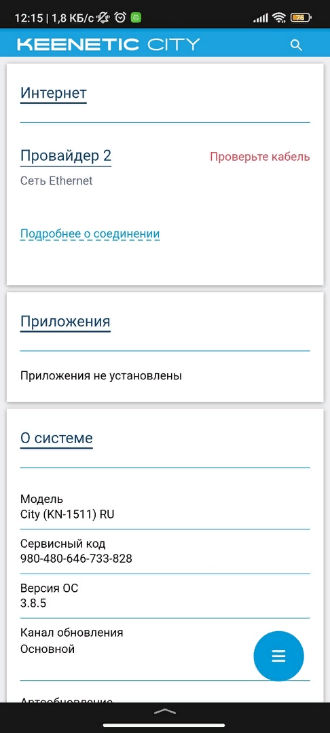 12:15 | 1,8 КБ/с
KEENETIC CITY
Интернет
Провайдер 2
Проверьте кабель
Сеть Ethernet
Подробнее о соединении
Приложения
Приложения не установлены
О системе
Модель
City (KN-1511) RU
Сервисный код
980-480-646-733-828
Версия ОС
3.8.5
Канал обновления
Основной
Автообновление